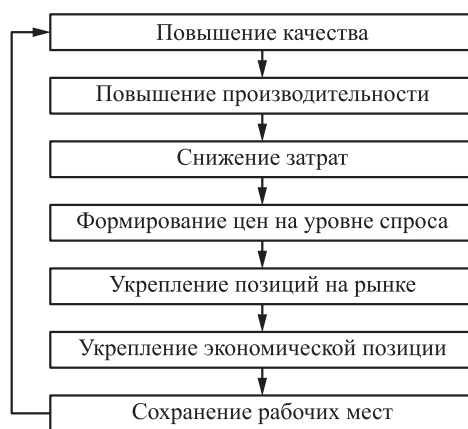 Повышение качества
Повышение производительности
Снижение затрат
Формирование цен на уровне спроса
Укрепление позиций на рынке
Укрепление экономической позиции
Сохранение рабочих мест